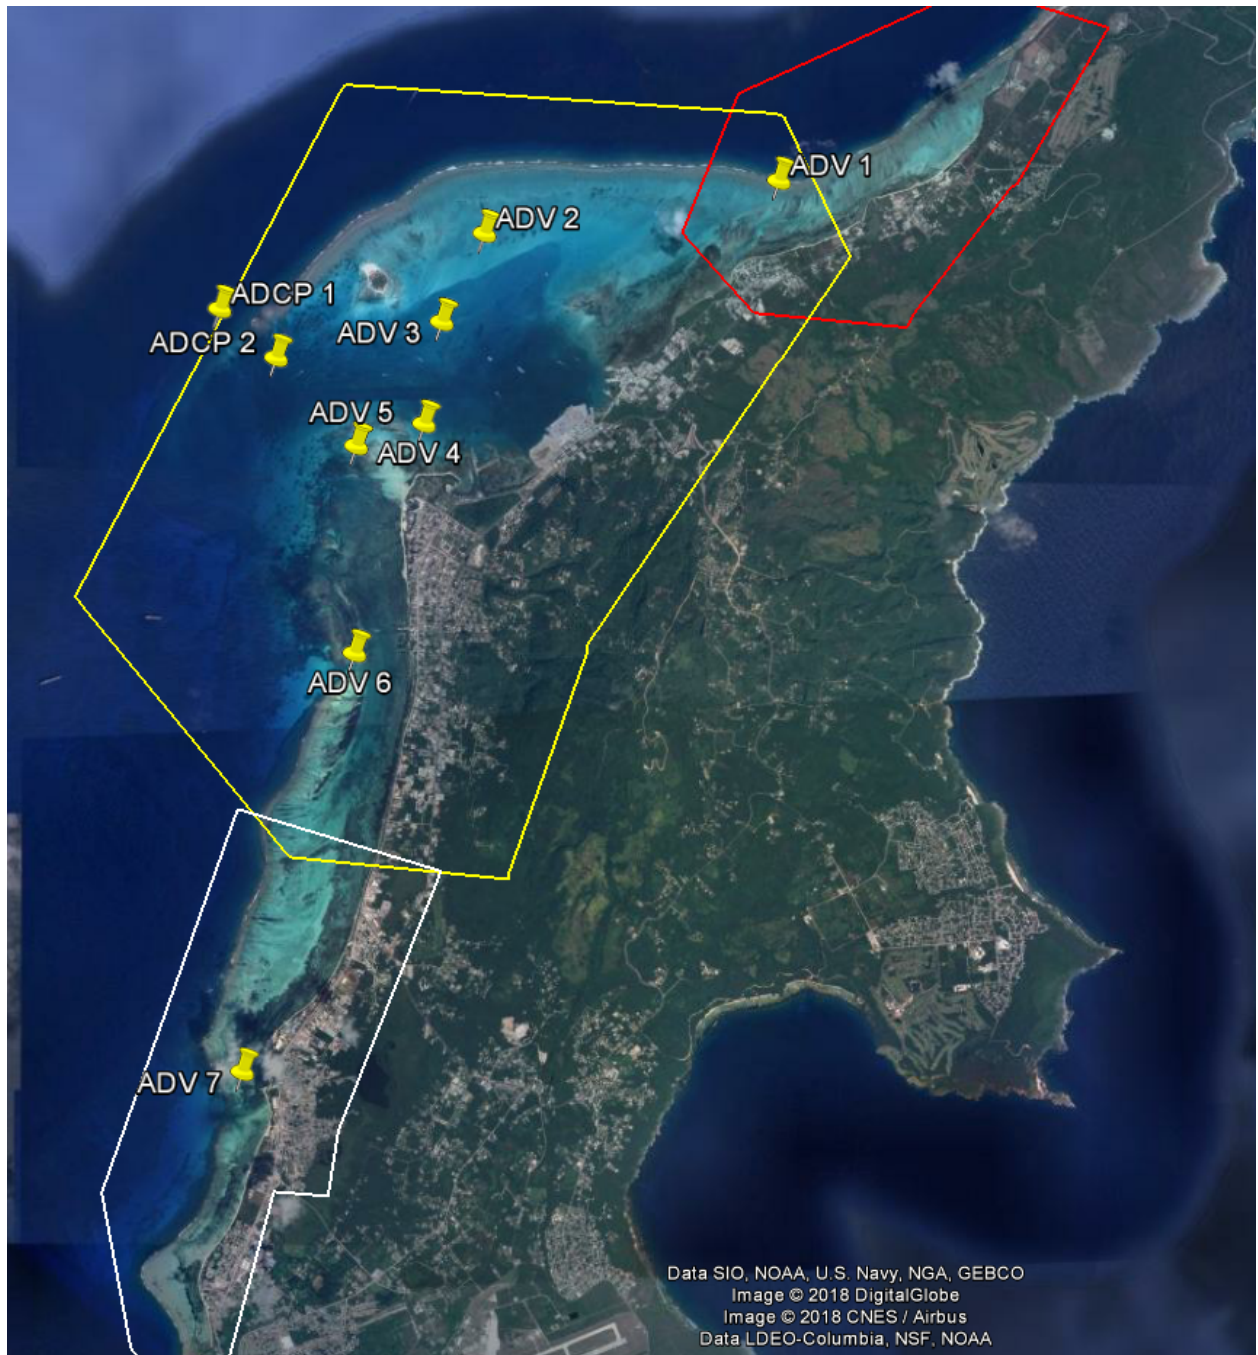 ADV 1
ADV 2
ADCP 1
ADV 3
ADCP 2
ADV 5
ADV 4
ADV 6
ADV 7
Data SIO, NOAA, U.S. Navy, NGA, GEBCO
Image © 2018 DigitalGlobe
Image © 2018 CNES / Airbus
Data LDEO-Columbia, NSF, NOAA